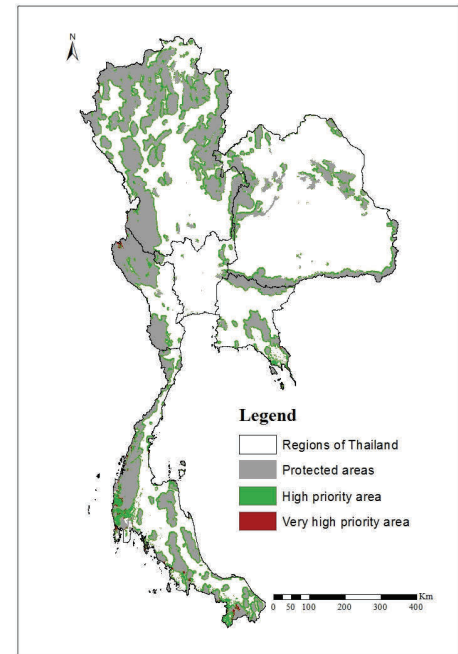 N
Legend
Regions of Thailand
Protected areas
High priority area
Very high priority area
Km
0 50 100 200 300 400